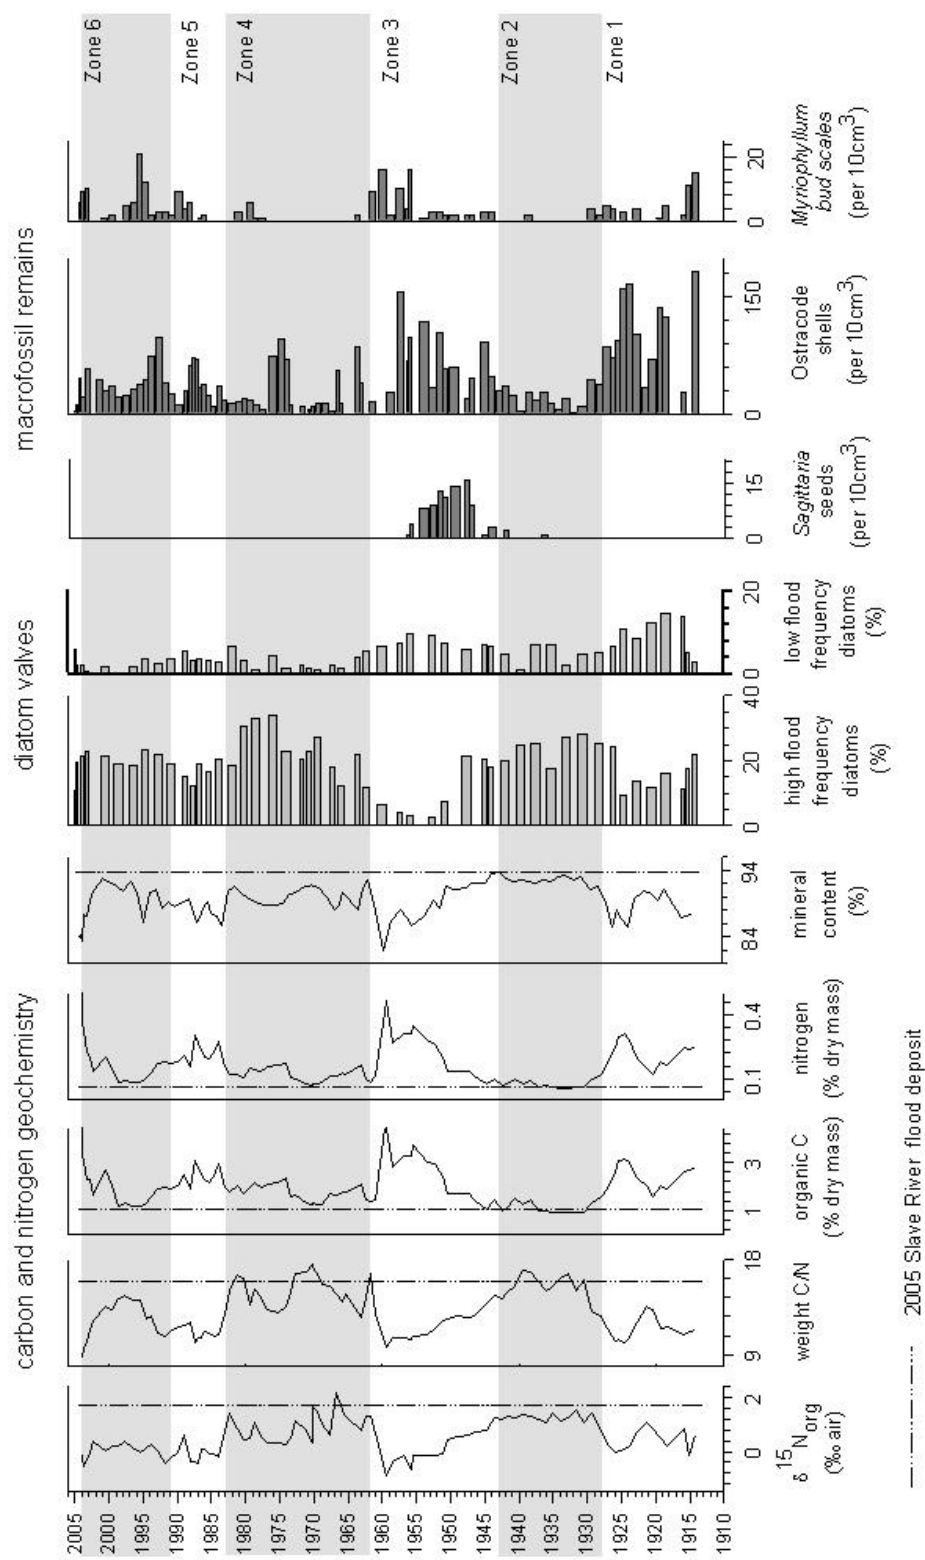 carbon and nitrogen geochemistry
diatom valves
macrofossil remains
2005
2000
1995
1990
1985
1980
1975
1970
1965
1960
1955
1950
1945
1940
1935
1930
1925
1920
1915
1910
0
2
δ 15Norg
(‰ air)
9
18
weight C/N
1
3
organic C
(% dry mass)
0.1
0.4
nitrogen
(% dry mass)
84
94
mineral
content
(%)
0
20
40
high flood
frequency
diatoms
(%)
0
20
low flood
frequency
diatoms
(%)
0
15
Sagittaria
seeds
(per 10cm3)
0
150
Ostracode
shells
(per 10cm3)
0
20
Myriophyllum
bud scales
(per 10cm3)
Zone 6
Zone 5
Zone 4
Zone 3
Zone 2
Zone 1
2005 Slave River flood deposit